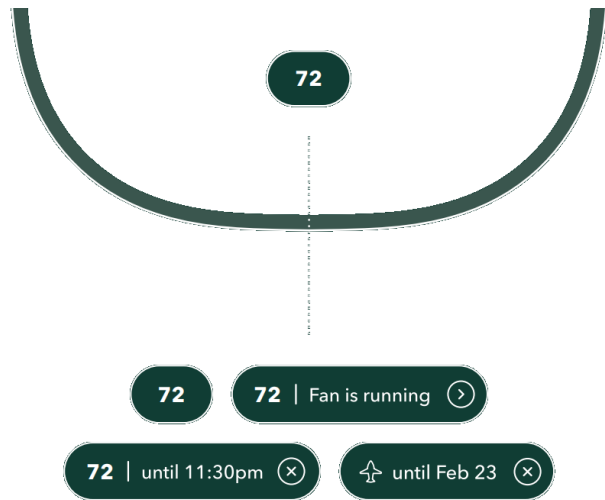 72
72
72 | Fan is running
72 | until 11:30pm
until Feb 23